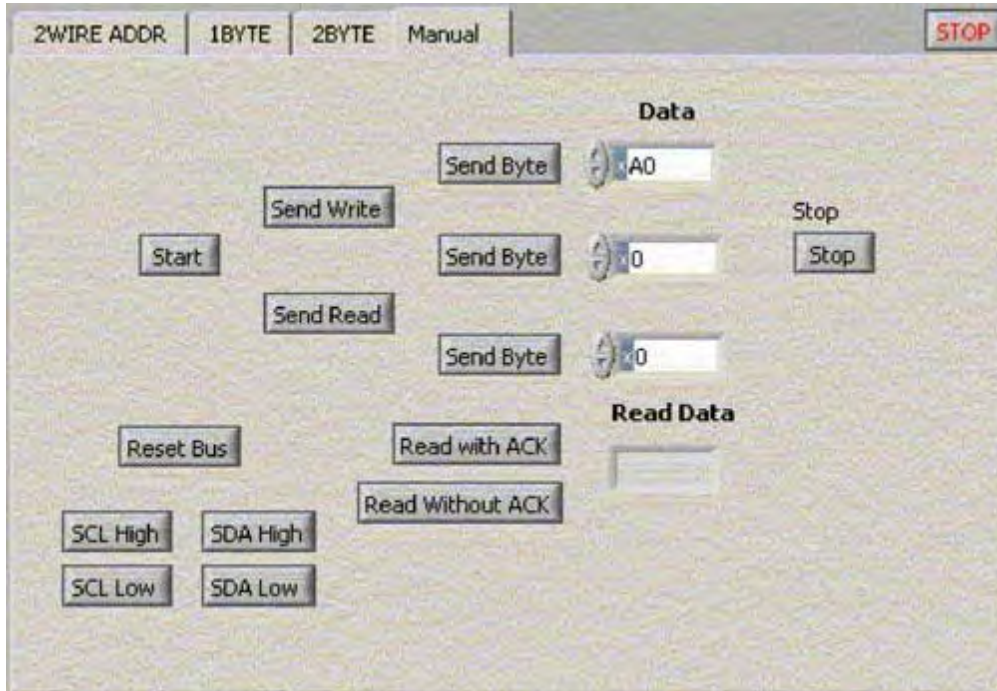 2WIRE ADDR 1BYTE 2BYTE Manual STOP
Data
Send Byte x A0
Send Write
Stop
Start Send Byte x 0 Stop
Send Read
Send Byte x 0
Read Data
Reset Bus Read with ACK
Read Without ACK
SCL High SDA High
SCL Low SDA Low